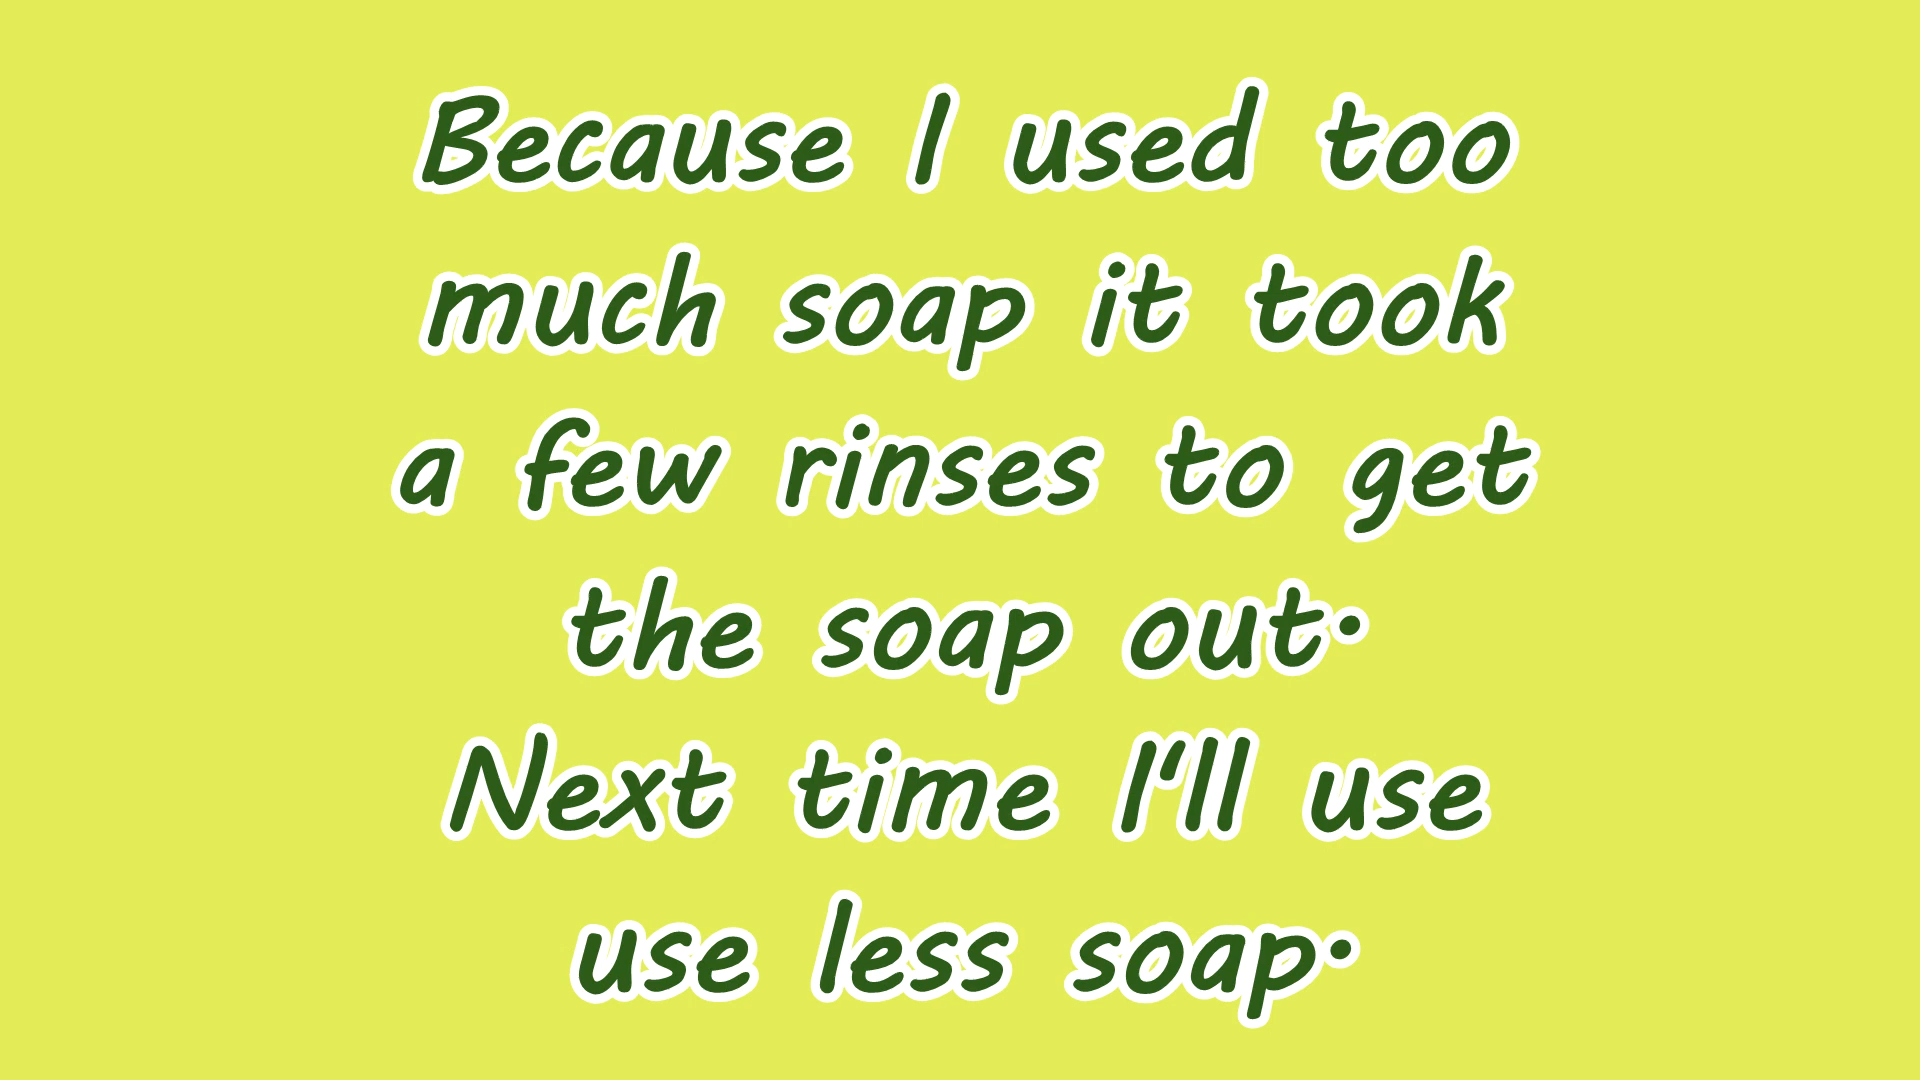 Because I used too
much soap it took
a few rinses to get
the soap out.
Next time I'll use
use less soap.